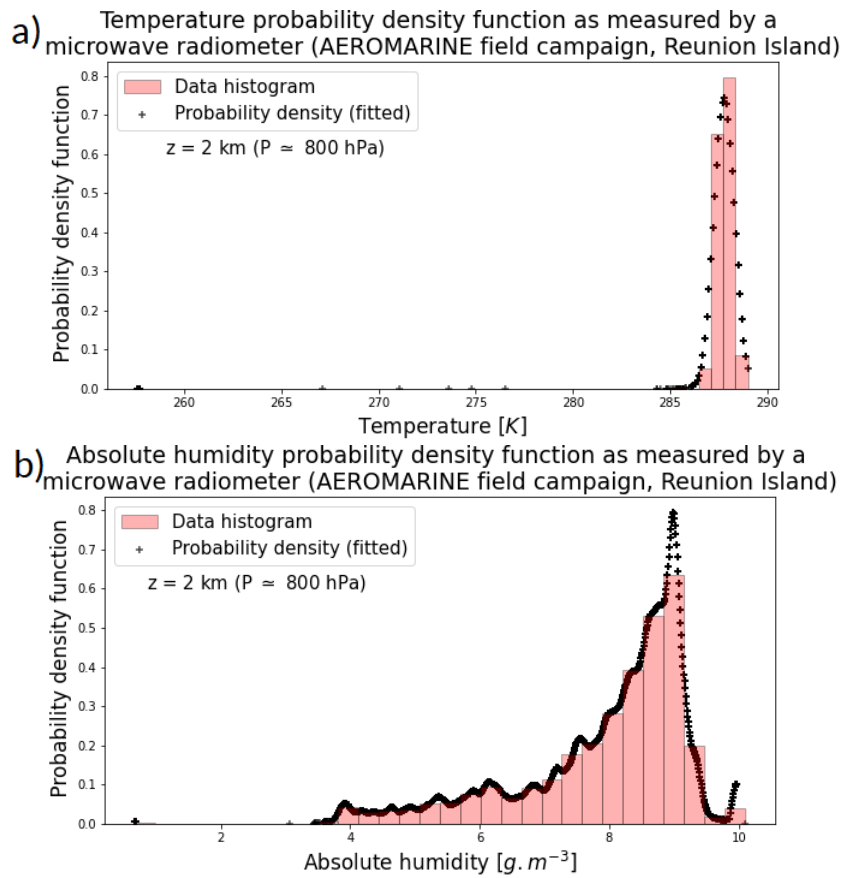 a)
Temperature probability density function as measured by a
microwave radiometer (AEROMARINE field campaign, Reunion Island)
Data histogram
Probability density (fitted)
z = 2 km (P ≃ 800 hPa)
Probability density function
0.8
0.7
0.6
0.5
0.4
0.3
0.2
0.1
0.0
260
265
270
275
280
285
290
Temperature [K]
b)
Absolute humidity probability density function as measured by a
microwave radiometer (AEROMARINE field campaign, Reunion Island)
Data histogram
Probability density (fitted)
z = 2 km (P ≃ 800 hPa)
Probability density function
0.8
0.7
0.6
0.5
0.4
0.3
0.2
0.1
0.0
2
4
6
8
10
Absolute humidity [g.m⁻³]